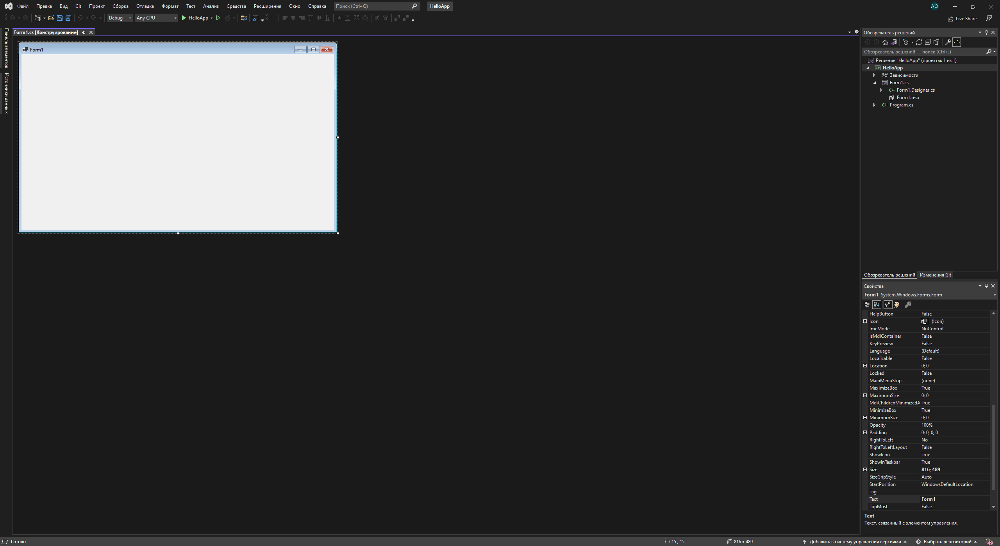 Файл Правка Вид Git Проект Сборка Отладка Формат Тест Анализ Средства Расширения Окно Справка Поиск (Ctrl+Q) HelloApp AO
Debug Any CPU HelloApp Live Share
Панель элементов
Источники данных
Form1.cs [Конструирование]
Form1
Обозреватель решений
Обозреватель решений — поиск (Ctrl+;)
Решение "HelloApp" (проекты: 1 из 1)
C# HelloApp
Зависимости
Form1.cs
C# Form1.Designer.cs
Form1.resx
C# Program.cs
Обозреватель решений Изменения Git
Свойства
Form1 System.Windows.Forms.Form
HelpButton False
Icon (Icon)
ImeMode NoControl
IsMdiContainer False
KeyPreview False
Language (Default)
Localizable False
Location 0; 0
Locked False
MainMenuStrip (none)
MaximizeBox True
MaximumSize 0; 0
MdiChildrenMinimizedA True
MinimizeBox True
MinimumSize 0; 0
Opacity 100%
Padding 0; 0; 0; 0
RightToLeft No
RightToLeftLayout False
ShowIcon True
ShowInTaskbar True
Size 816; 489
SizeGripStyle Auto
StartPosition WindowsDefaultLocation
Tag
Text Form1
TopMost False
Text
Текст, связанный с элементом управления.
Готово 15 , 15 816 x 489 Добавить в систему управления версиями Выбрать репозиторий 2